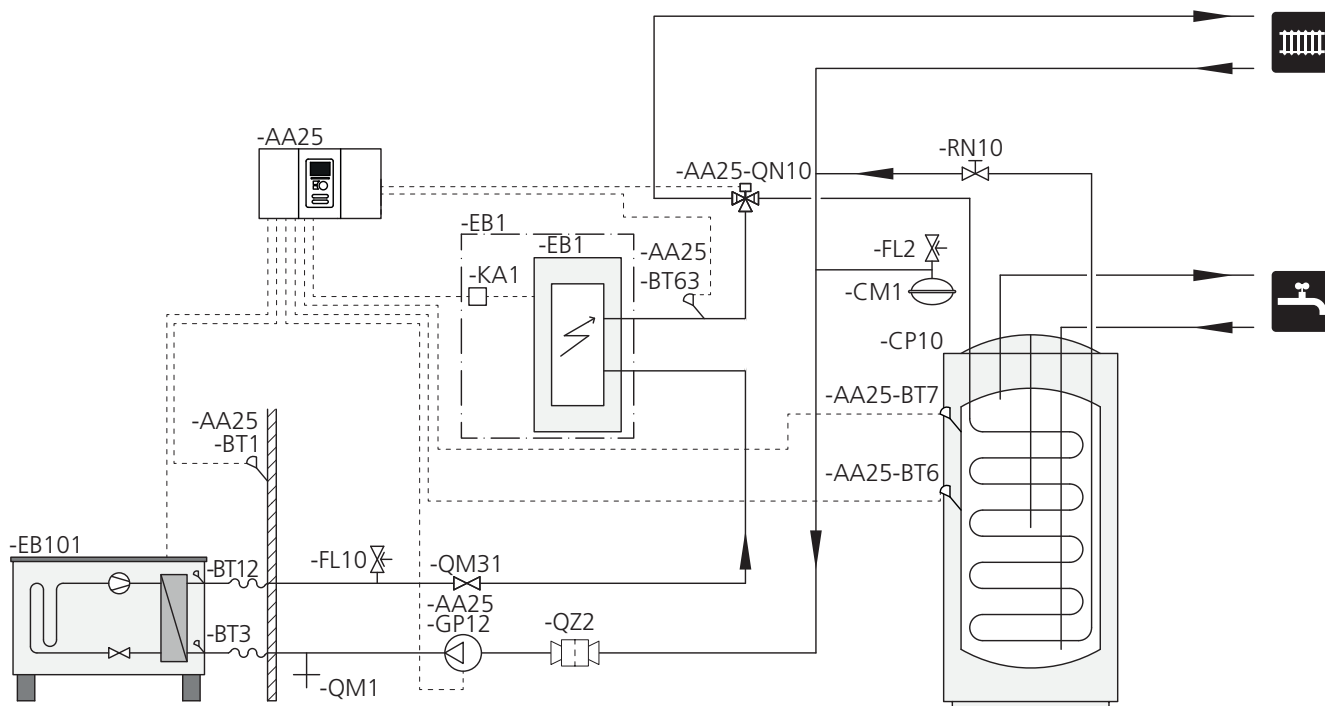 -AA25
-RN10
-AA25-QN10
-EB1
-EB1
-AA25
-BT63
-FL2
-KA1
-CM1
-CP10
-AA25-BT7
-AA25
-BT1
-AA25-BT6
-EB101
-BT12
-FL10
-QM31
-AA25
-GP12
-QZ2
-BT3
-QM1